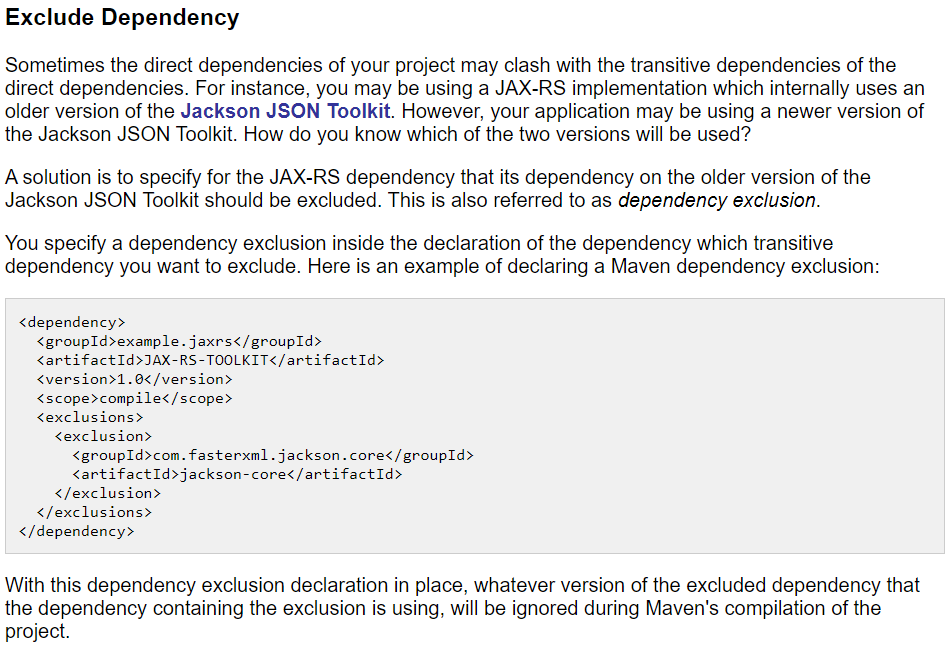 Exclude Dependency
Sometimes the direct dependencies of your project may clash with the transitive dependencies of the
direct dependencies. For instance, you may be using a JAX-RS implementation which internally uses an
older version of the Jackson JSON Toolkit. However, your application may be using a newer version of
the Jackson JSON Toolkit. How do you know which of the two versions will be used?
A solution is to specify for the JAX-RS dependency that its dependency on the older version of the
Jackson JSON Toolkit should be excluded. This is also referred to as dependency exclusion.
You specify a dependency exclusion inside the declaration of the dependency which transitive
dependency you want to exclude. Here is an example of declaring a Maven dependency exclusion:
<dependency>
  <groupId>example.jaxrs</groupId>
  <artifactId>JAX-RS-TOOLKIT</artifactId>
  <version>1.0</version>
  <scope>compile</scope>
  <exclusions>
    <exclusion>
      <groupId>com.fasterxml.jackson.core</groupId>
      <artifactId>jackson-core</artifactId>
    </exclusion>
  </exclusions>
</dependency>
With this dependency exclusion declaration in place, whatever version of the excluded dependency that
the dependency containing the exclusion is using, will be ignored during Maven's compilation of the
project.